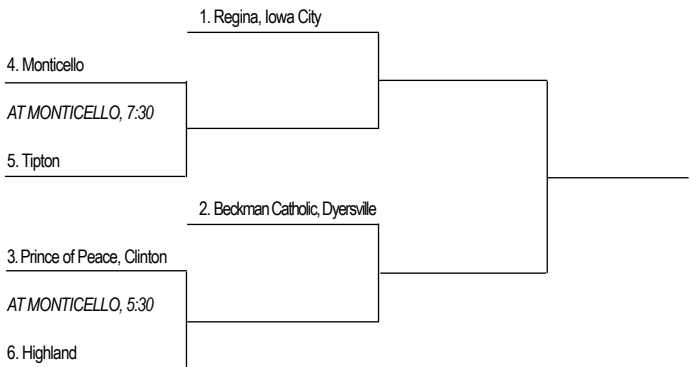 1. Regina, Iowa City
4. Monticello
AT MONTICELLO, 7:30
5. Tipton
2. Beckman Catholic, Dyersville
3. Prince of Peace, Clinton
AT MONTICELLO, 5:30
6. Highland